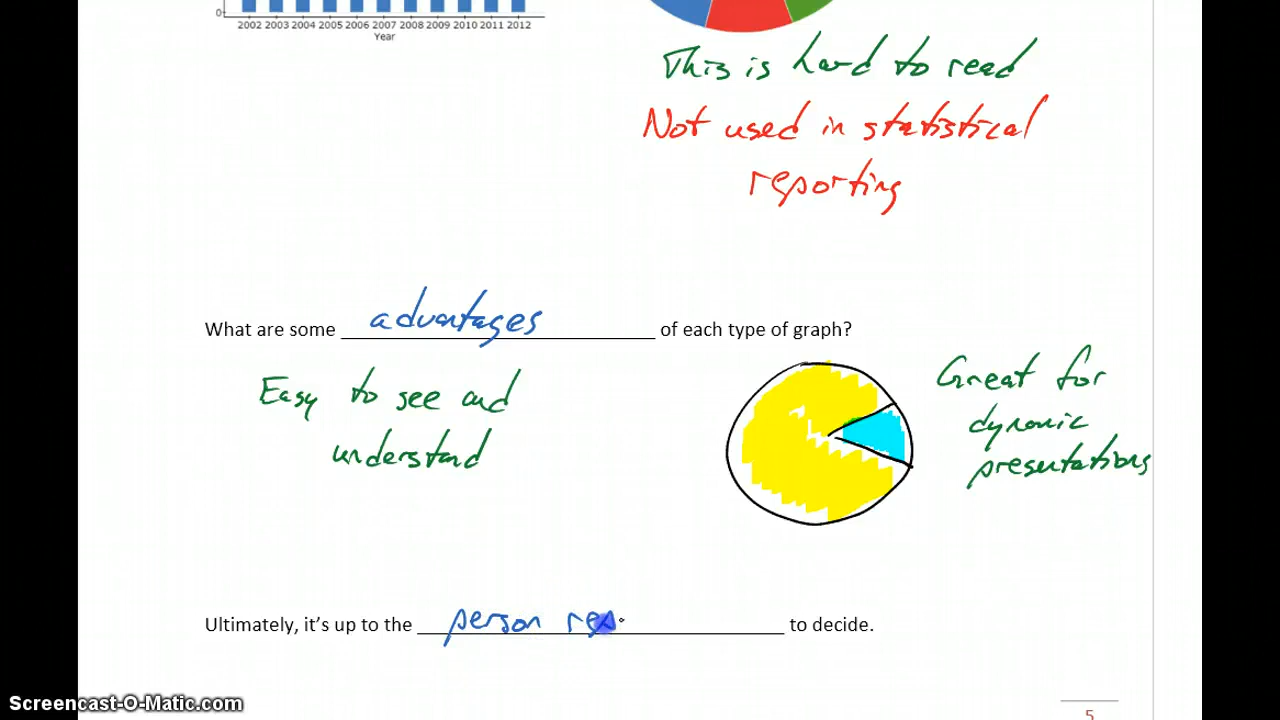 0
2002 2003 2004 2005 2006 2007 2008 2009 2010 2011 2012
Year
This is hard to read
Not used in statistical
reporting
What are some advantages of each type of graph?
Easy to see and
understand
Great for
dynamic
presentations
Ultimately, it's up to the person to decide.
5
Screencast-O-Matic.com